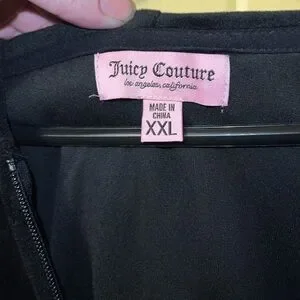 Juicy Couture
los angeles, california
MADE IN
CHINA
XXL